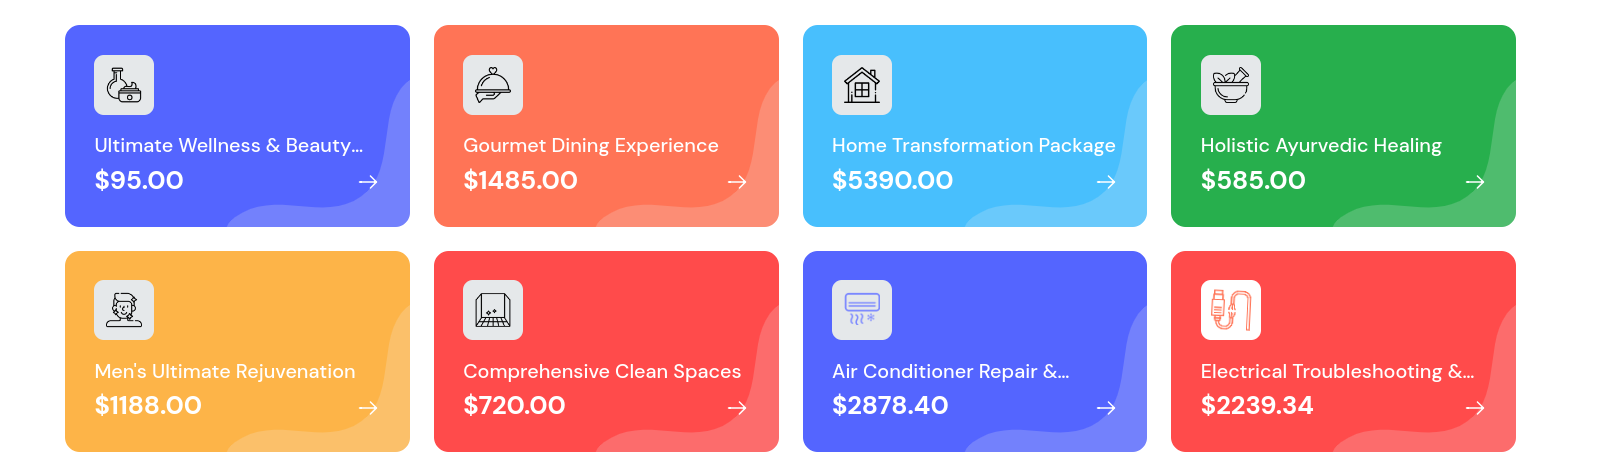 Ultimate Wellness & Beauty...
$95.00
Gourmet Dining Experience
$1485.00
Home Transformation Package
$5390.00
Holistic Ayurvedic Healing
$585.00
Men's Ultimate Rejuvenation
$1188.00
Comprehensive Clean Spaces
$720.00
Air Conditioner Repair &...
$2878.40
Electrical Troubleshooting &...
$2239.34